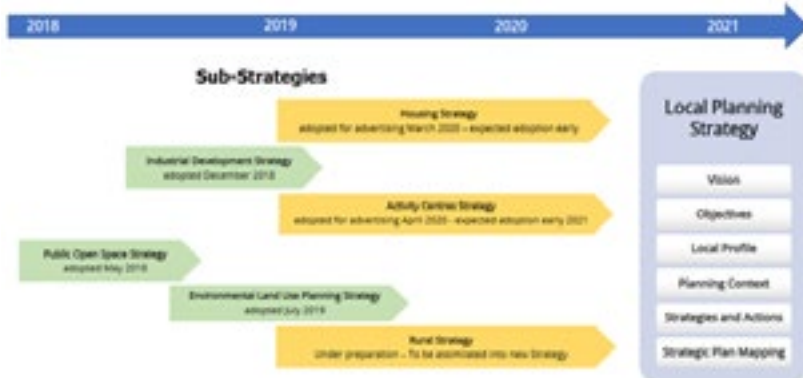 2018 2019 2020 2021
Sub-Strategies
Housing Strategy
adopted for advertising March 2020 – expected adoption early
Industrial Development Strategy
adopted December 2018
Activity Centres Strategy
adopted for advertising April 2020 - expected adoption early 2021
Public Open Space Strategy
adopted May 2018
Environmental Land Use Planning Strategy
adopted July 2019
Rural Strategy
Under preparation – To be assimilated into new Strategy
Local Planning
Strategy
Vision
Objectives
Local Profile
Planning Context
Strategies and Actions
Strategic Plan Mapping